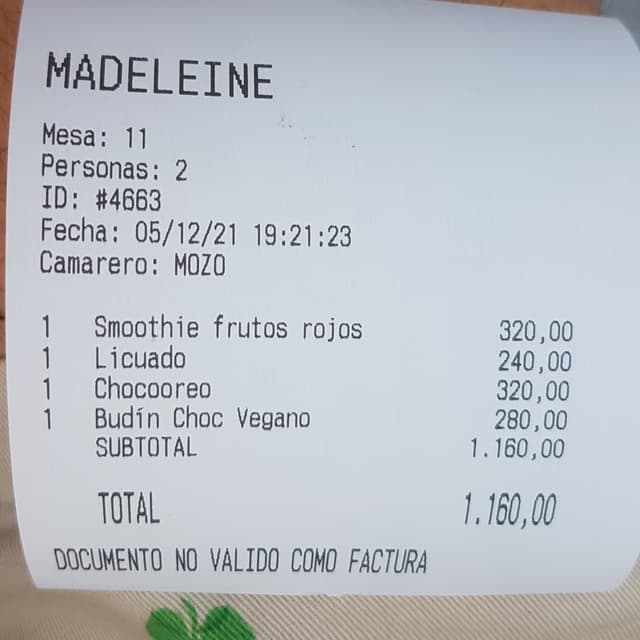 MADELEINE
Mesa: 11
Personas: 2
ID: #4663
Fecha: 05/12/21 19:21:23
Camarero: MOZO
1 Smoothie frutos rojos 320,00
1 Licuado 240,00
1 Chocooreo 320,00
1 Budín Choc Vegano 280,00
SUBTOTAL 1.160,00
TOTAL 1.160,00
DOCUMENTO NO VALIDO COMO FACTURA